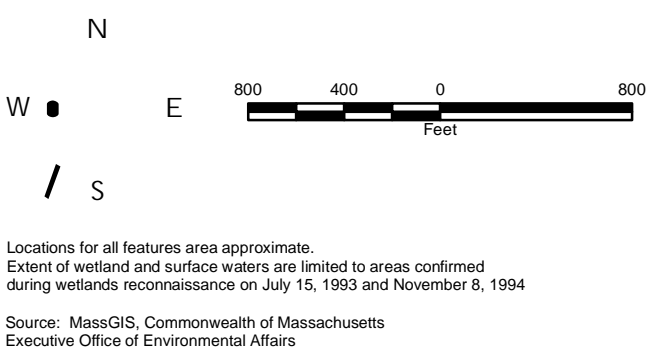 N
W E
S
800 400 0 800
Feet
Locations for all features area approximate.
Extent of wetland and surface waters are limited to areas confirmed
during wetlands reconnaissance on July 15, 1993 and November 8, 1994
Source: MassGIS, Commonwealth of Massachusetts
Executive Office of Environmental Affairs